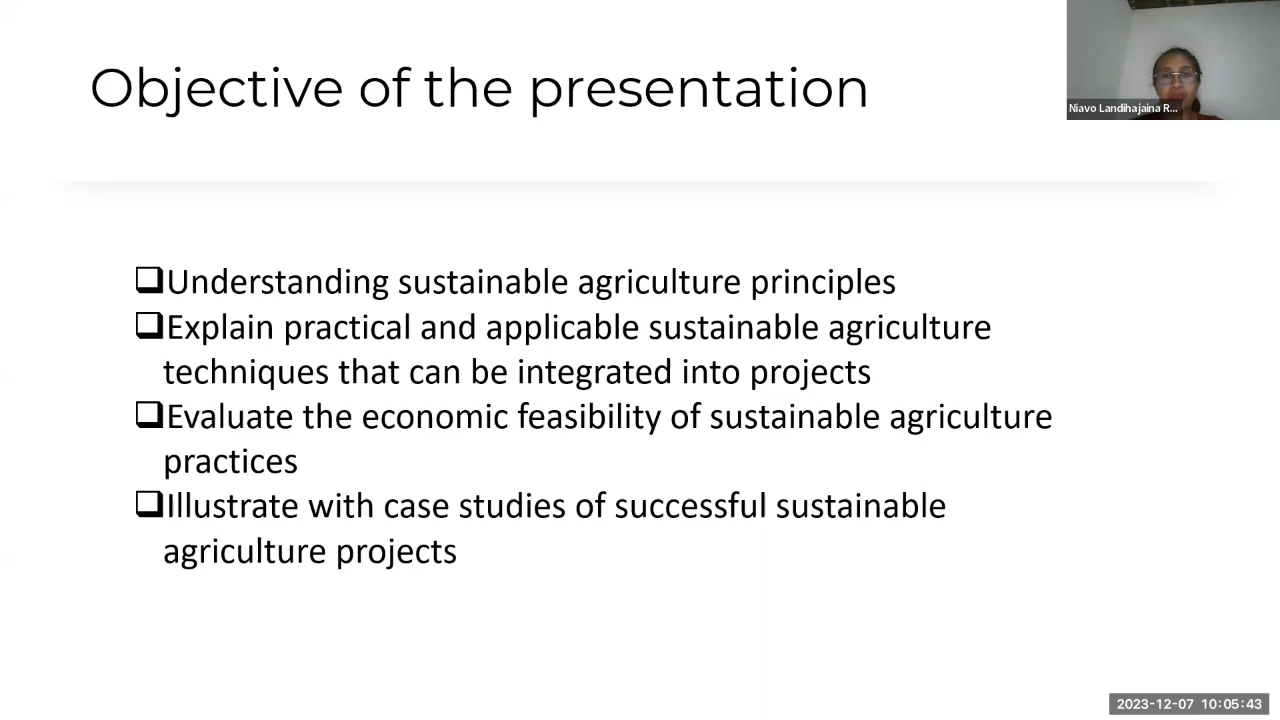 Objective of the presentation
Niavo Landihajaina R...
❑Understanding sustainable agriculture principles
❑Explain practical and applicable sustainable agriculture
techniques that can be integrated into projects
❑Evaluate the economic feasibility of sustainable agriculture
practices
❑Illustrate with case studies of successful sustainable
agriculture projects
2023-12-07 10:05:43